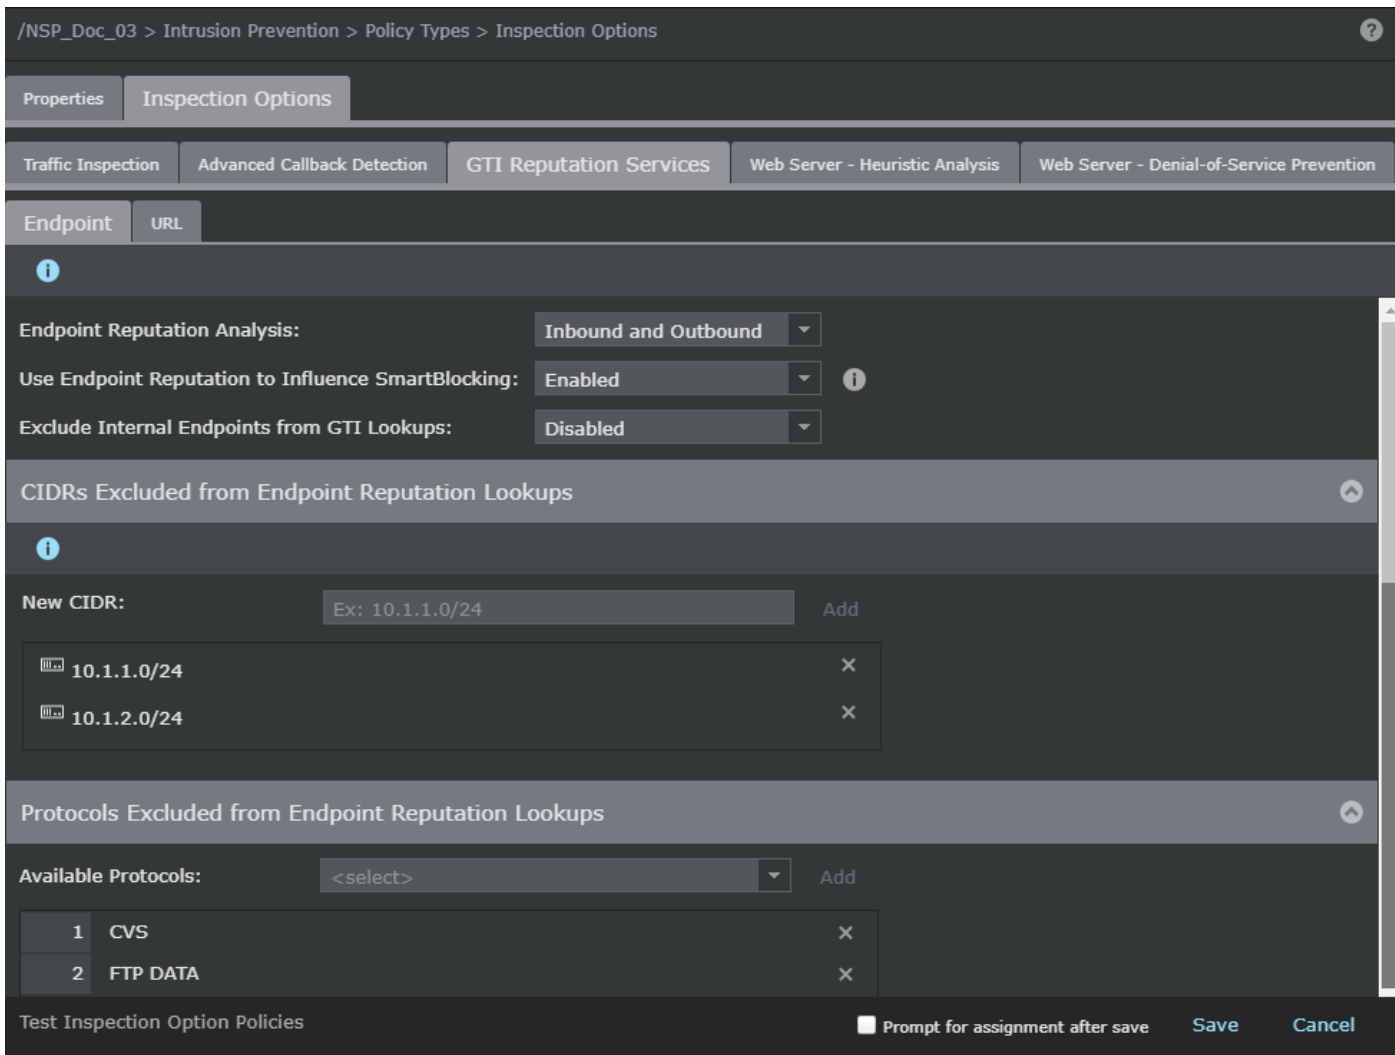 /NSP_Doc_03 > Intrusion Prevention > Policy Types > Inspection Options
Properties Inspection Options
Traffic Inspection Advanced Callback Detection GTI Reputation Services Web Server - Heuristic Analysis Web Server - Denial-of-Service Prevention
Endpoint URL
Endpoint Reputation Analysis: Inbound and Outbound
Use Endpoint Reputation to Influence SmartBlocking: Enabled
Exclude Internal Endpoints from GTI Lookups: Disabled
CIDRs Excluded from Endpoint Reputation Lookups
New CIDR: Ex: 10.1.1.0/24 Add
10.1.1.0/24
10.1.2.0/24
Protocols Excluded from Endpoint Reputation Lookups
Available Protocols: <select> Add
1 CVS
2 FTP DATA
Test Inspection Option Policies Prompt for assignment after save Save Cancel